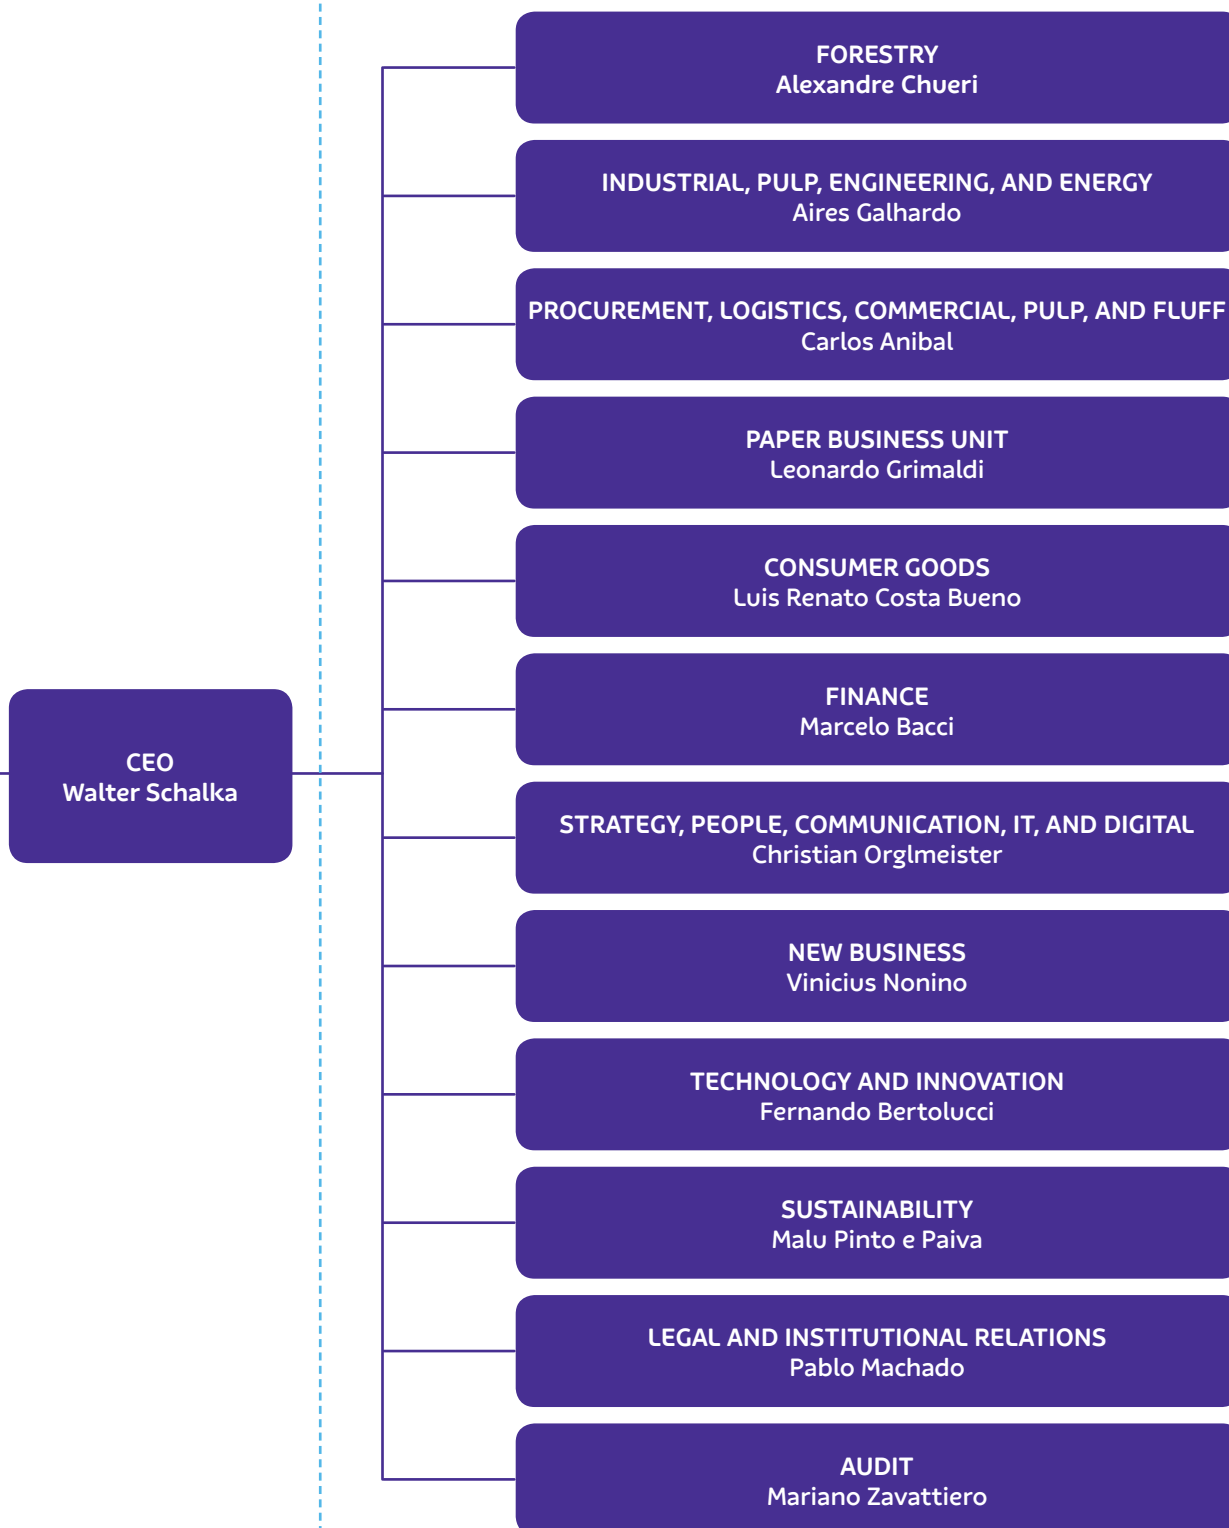 FORESTRY
Alexandre Chueri
INDUSTRIAL, PULP, ENGINEERING, AND ENERGY
Aires Galhardo
PROCUREMENT, LOGISTICS, COMMERCIAL, PULP, AND FLUFF
Carlos Anibal
PAPER BUSINESS UNIT
Leonardo Grimaldi
CONSUMER GOODS
Luis Renato Costa Bueno
FINANCE
Marcelo Bacci
CEO
Walter Schalka
STRATEGY, PEOPLE, COMMUNICATION, IT, AND DIGITAL
Christian Orglmeister
NEW BUSINESS
Vinicius Nonino
TECHNOLOGY AND INNOVATION
Fernando Bertolucci
SUSTAINABILITY
Malu Pinto e Paiva
LEGAL AND INSTITUTIONAL RELATIONS
Pablo Machado
AUDIT
Mariano Zavattiero